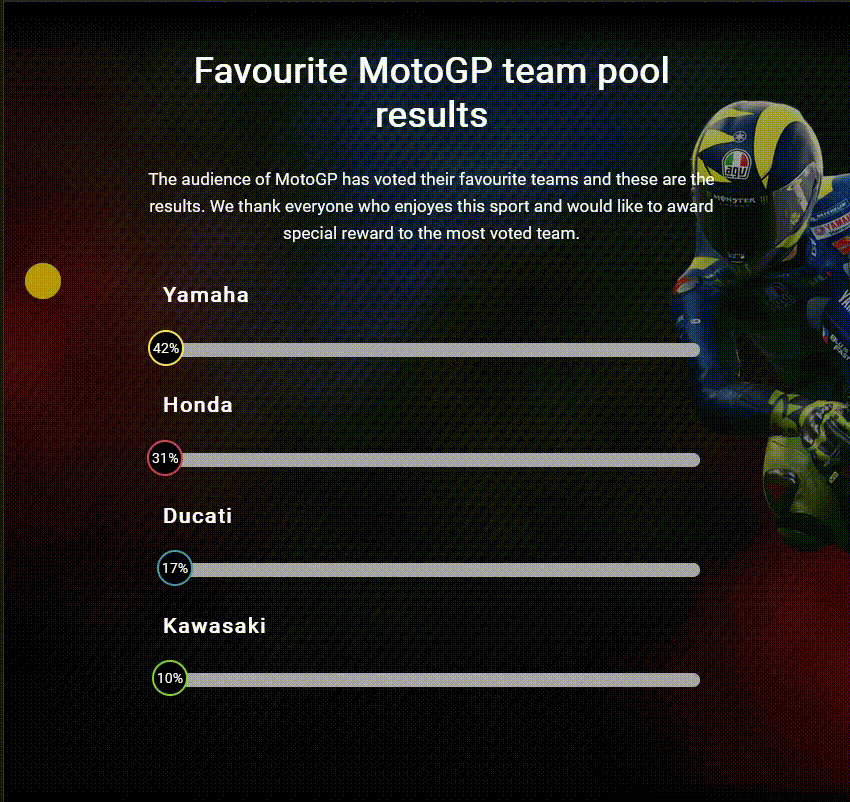 Favourite MotoGP team pool
results
The audience of MotoGP has voted their favourite teams and these are the
results. We thank everyone who enjoyes this sport and would like to award
special reward to the most voted team.
agv
MONSTER
Yamaha
42%
Honda
31%
Ducati
17%
Kawasaki
10%